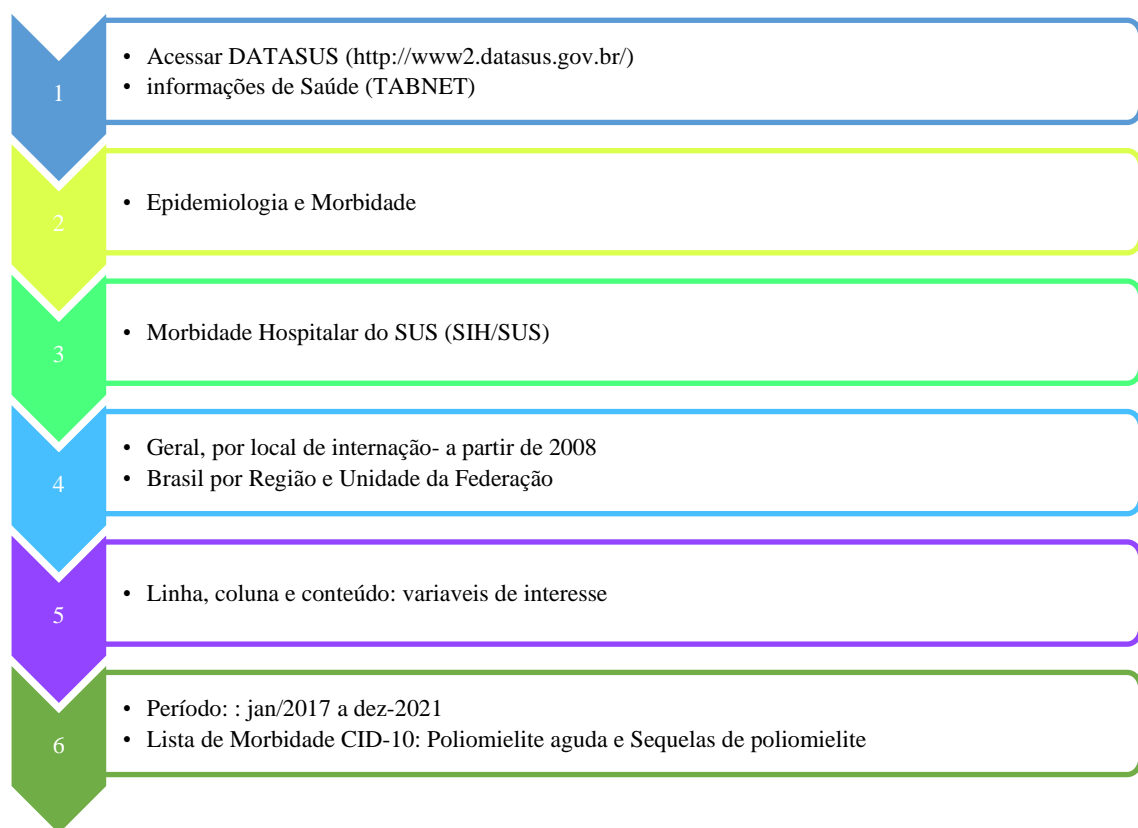 1
• Acessar DATASUS (http://www2.datasus.gov.br/)
• informações de Saúde (TABNET)
2
• Epidemiologia e Morbidade
3
• Morbidade Hospitalar do SUS (SIH/SUS)
4
• Geral, por local de internação- a partir de 2008
• Brasil por Região e Unidade da Federação
5
• Linha, coluna e conteúdo: variaveis de interesse
6
• Período: : jan/2017 a dez-2021
• Lista de Morbidade CID-10: Poliomielite aguda e Sequelas de poliomielite